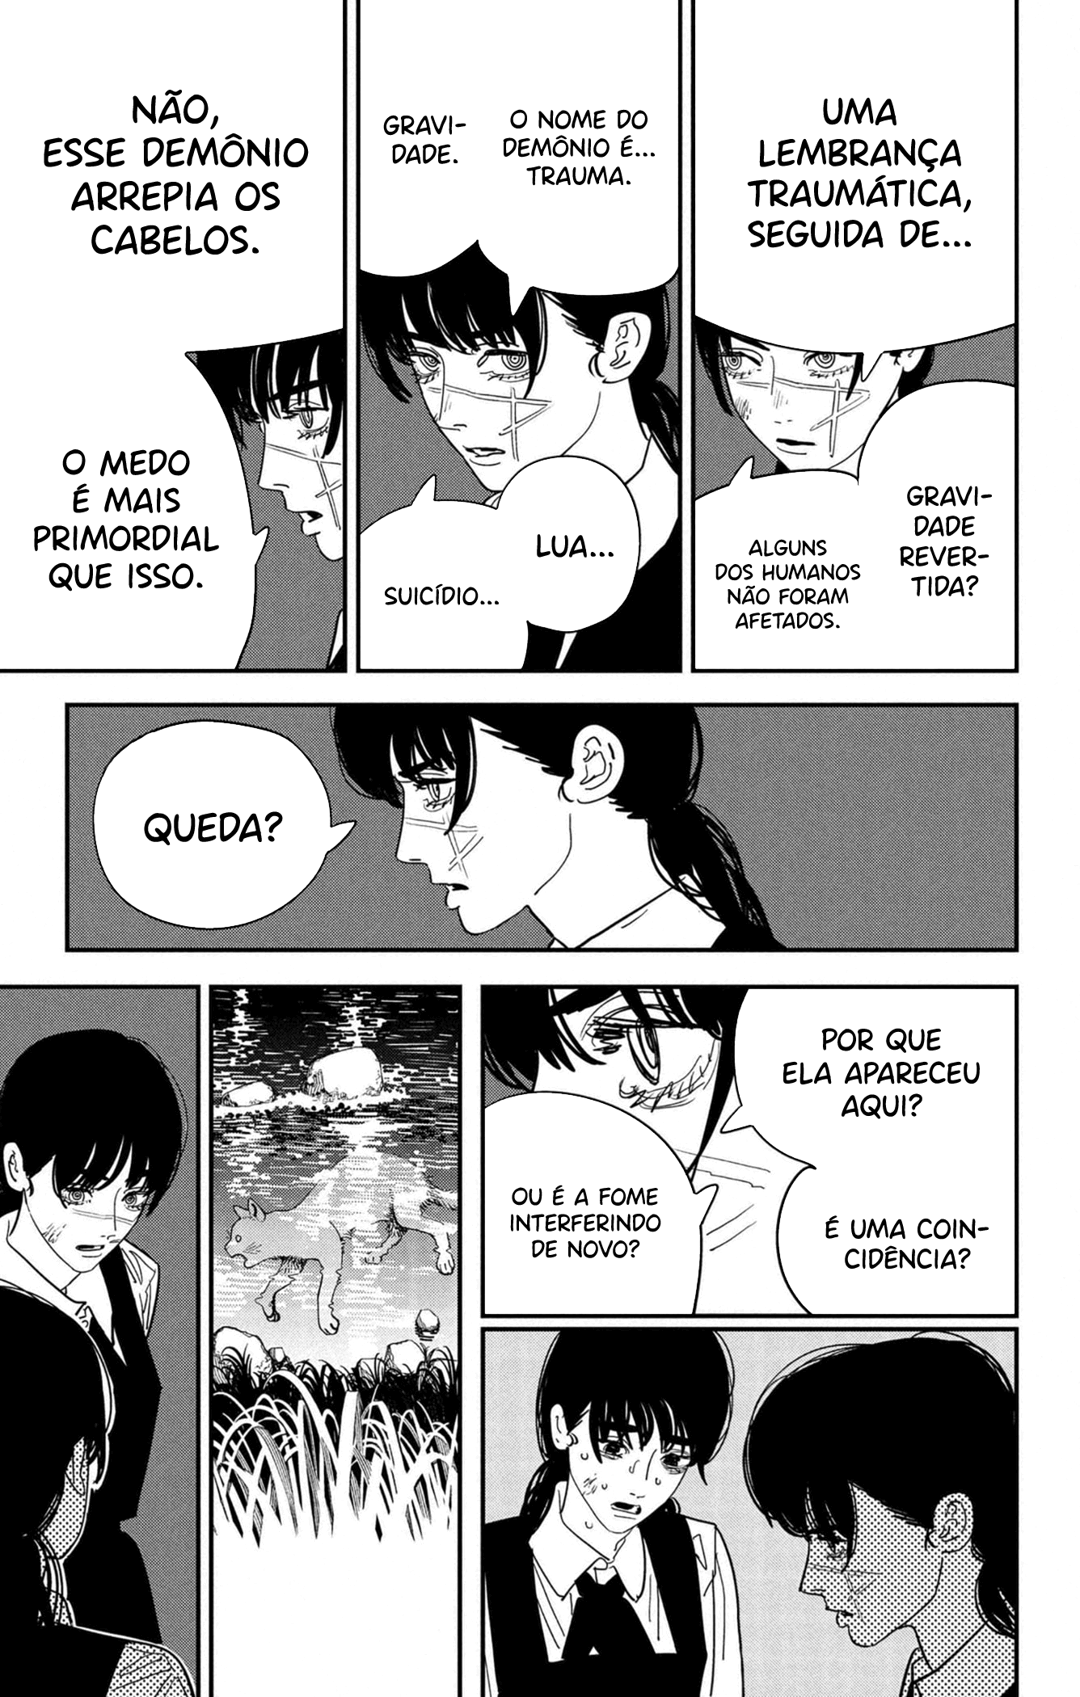 UMA
LEMBRANÇA
TRAUMÁTICA,
SEGUIDA DE...
GRAVI-
DADE
REVER-
TIDA?
ALGUNS
DOS HUMANOS
NÃO FORAM
AFETADOS.
O NOME DO
DEMÔNIO É...
TRAUMA.
GRAVI-
DADE.
LUA...
SUICÍDIO...
NÃO,
ESSE DEMÔNIO
ARREPIA OS
CABELOS.
O MEDO
É MAIS
PRIMORDIAL
QUE ISSO.
QUEDA?
POR QUE
ELA APARECEU
AQUI?
É UMA COIN-
CIDÊNCIA?
OU É A FOME
INTERFERINDO
DE NOVO?